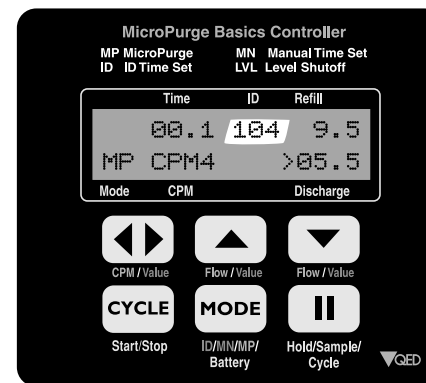 MicroPurge Basics Controller
MP MicroPurge MN Manual Time Set
ID ID Time Set LVL Level Shutoff
Time ID Refill
00.1 104 9.5
MP CPM4 >05.5
Mode CPM Discharge
CPM/Value Flow/Value Flow/Value
CYCLE MODE
Start/Stop ID/MN/MP/ Hold/Sample/
Battery Cycle
QED